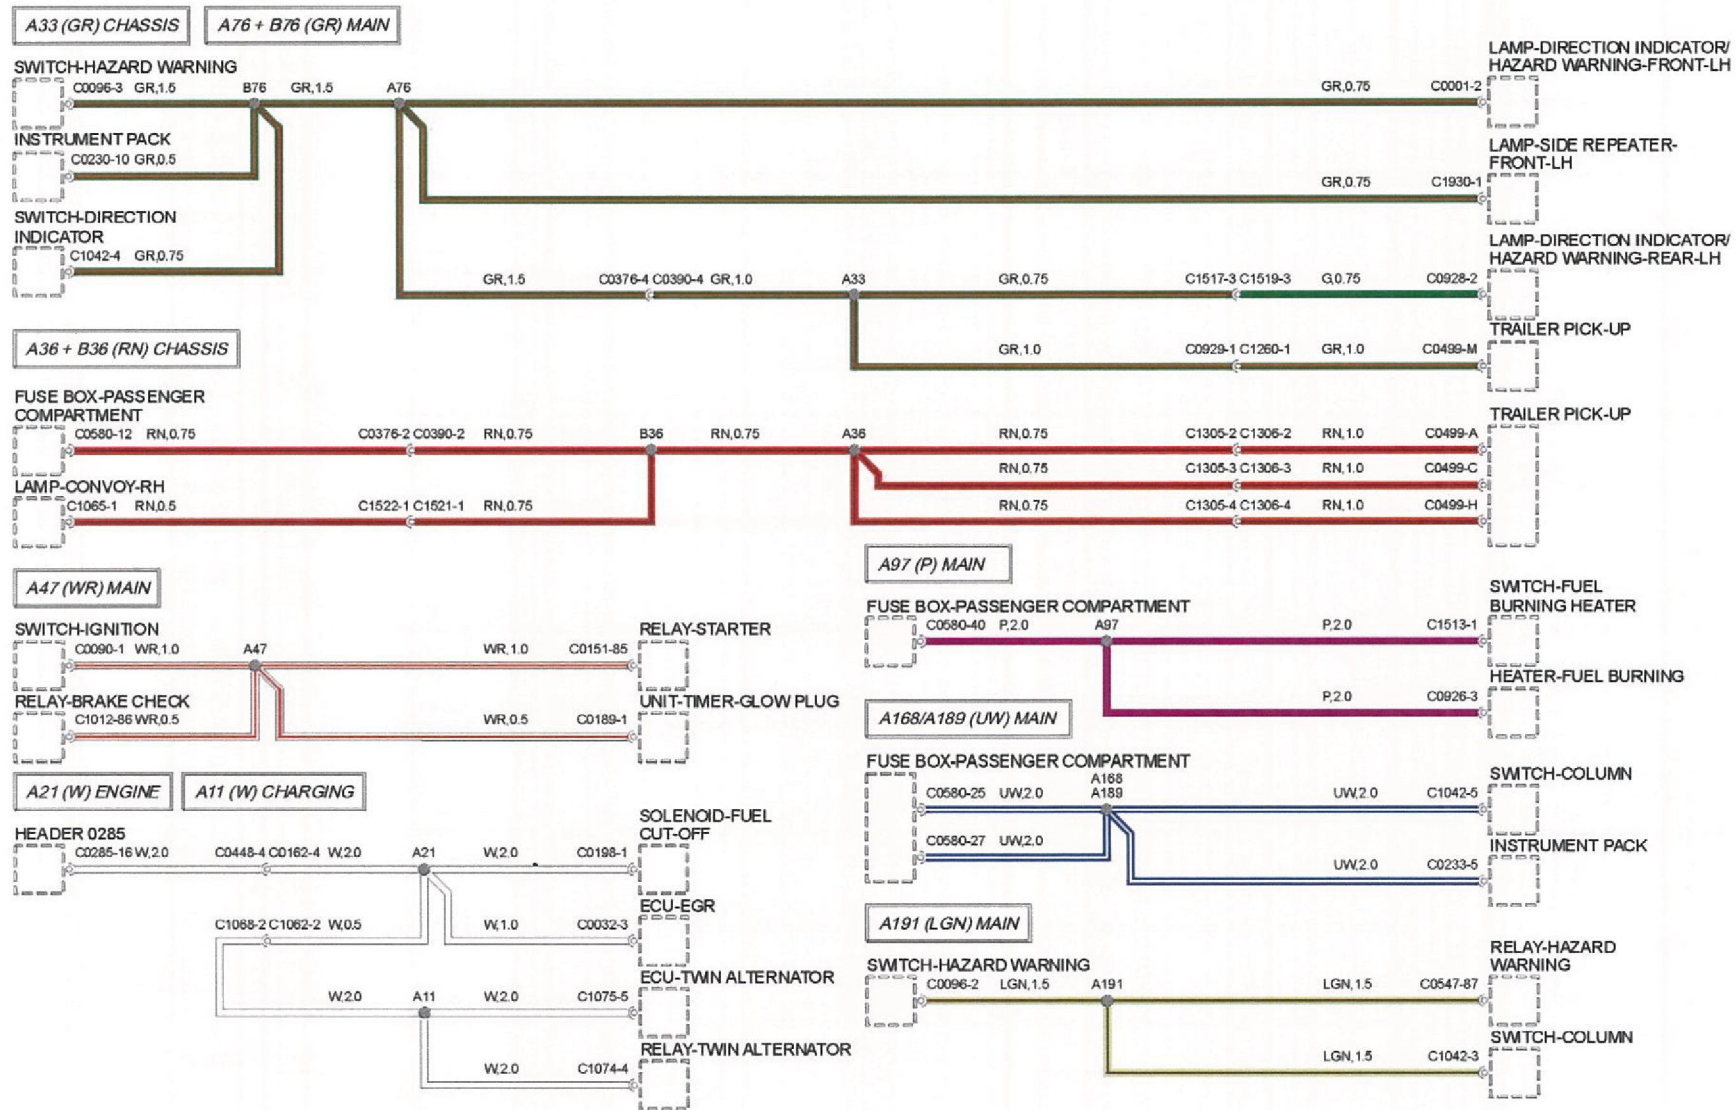 A33 (GR) CHASSIS
A76 + B76 (GR) MAIN
SWITCH-HAZARD WARNING
C0096-3 GR,1.5 B76 GR,1.5 A76 GR,0.75 C0001-2
LAMP-DIRECTION INDICATOR/
HAZARD WARNING-FRONT-LH
INSTRUMENT PACK
C0230-10 GR,0.5
LAMP-SIDE REPEATER-
FRONT-LH
GR,0.75 C1930-1
SWITCH-DIRECTION
INDICATOR
C1042-4 GR,0.75
LAMP-DIRECTION INDICATOR/
HAZARD WARNING-REAR-LH
GR,1.5 C0376-4 C0390-4 GR,1.0 A33 GR,0.75 C1517-3 C1519-3 G,0.75 C0928-2
TRAILER PICK-UP
GR,1.0 C0929-1 C1260-1 GR,1.0 C0499-M
A36 + B36 (RN) CHASSIS
FUSE BOX-PASSENGER
COMPARTMENT
TRAILER PICK-UP
C0580-12 RN,0.75 C0376-2 C0390-2 RN,0.75 B36 RN,0.75 A36 RN,0.75 C1305-2 C1306-2 RN,1.0 C0499-A
RN,0.75 C1305-3 C1306-3 RN,1.0 C0499-C
LAMP-CONVOY-RH
C1065-1 RN,0.5 C1522-1 C1521-1 RN,0.75 RN,0.75 C1305-4 C1306-4 RN,1.0 C0499-H
A47 (WR) MAIN
SWITCH-IGNITION
RELAY-STARTER
C0090-1 WR,1.0 A47 WR,1.0 C0151-85
RELAY-BRAKE CHECK
UNIT-TIMER-GLOW PLUG
C1012-86 WR,0.5 WR,0.5 C0189-1
A97 (P) MAIN
FUSE BOX-PASSENGER COMPARTMENT
SWITCH-FUEL
BURNING HEATER
C0580-40 P,2.0 A97 P,2.0 C1513-1
HEATER-FUEL BURNING
P,2.0 C0926-3
A21 (W) ENGINE
A11 (W) CHARGING
HEADER 0285
SOLENOID-FUEL
CUT-OFF
C0285-16 W,2.0 C0448-4 C0162-4 W,2.0 A21 W,2.0 C0198-1
ECU-EGR
C1068-2 C1062-2 W,0.5 W,1.0 C0032-3
ECU-TWIN ALTERNATOR
W,2.0 A11 W,2.0 C1075-5
RELAY-TWIN ALTERNATOR
W,2.0 C1074-4
A168/A189 (UW) MAIN
FUSE BOX-PASSENGER COMPARTMENT
SWITCH-COLUMN
A168
C0580-25 UW,2.0 A189 UW,2.0 C1042-5
C0580-27 UW,2.0
INSTRUMENT PACK
UW,2.0 C0233-5
A191 (LGN) MAIN
SWITCH-HAZARD WARNING
RELAY-HAZARD
WARNING
C0096-2 LGN,1.5 A191 LGN,1.5 C0547-87
SWITCH-COLUMN
LGN,1.5 C1042-3